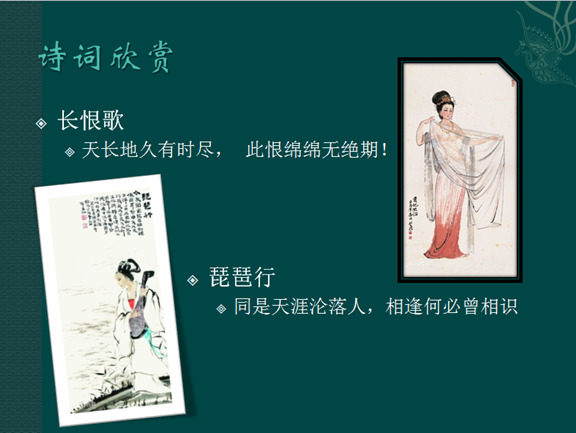 诗词欣赏
长恨歌
天长地久有时尽， 此恨绵绵无绝期！
琵琶行
琵琶行
同是天涯沦落人，相逢何必曾相识